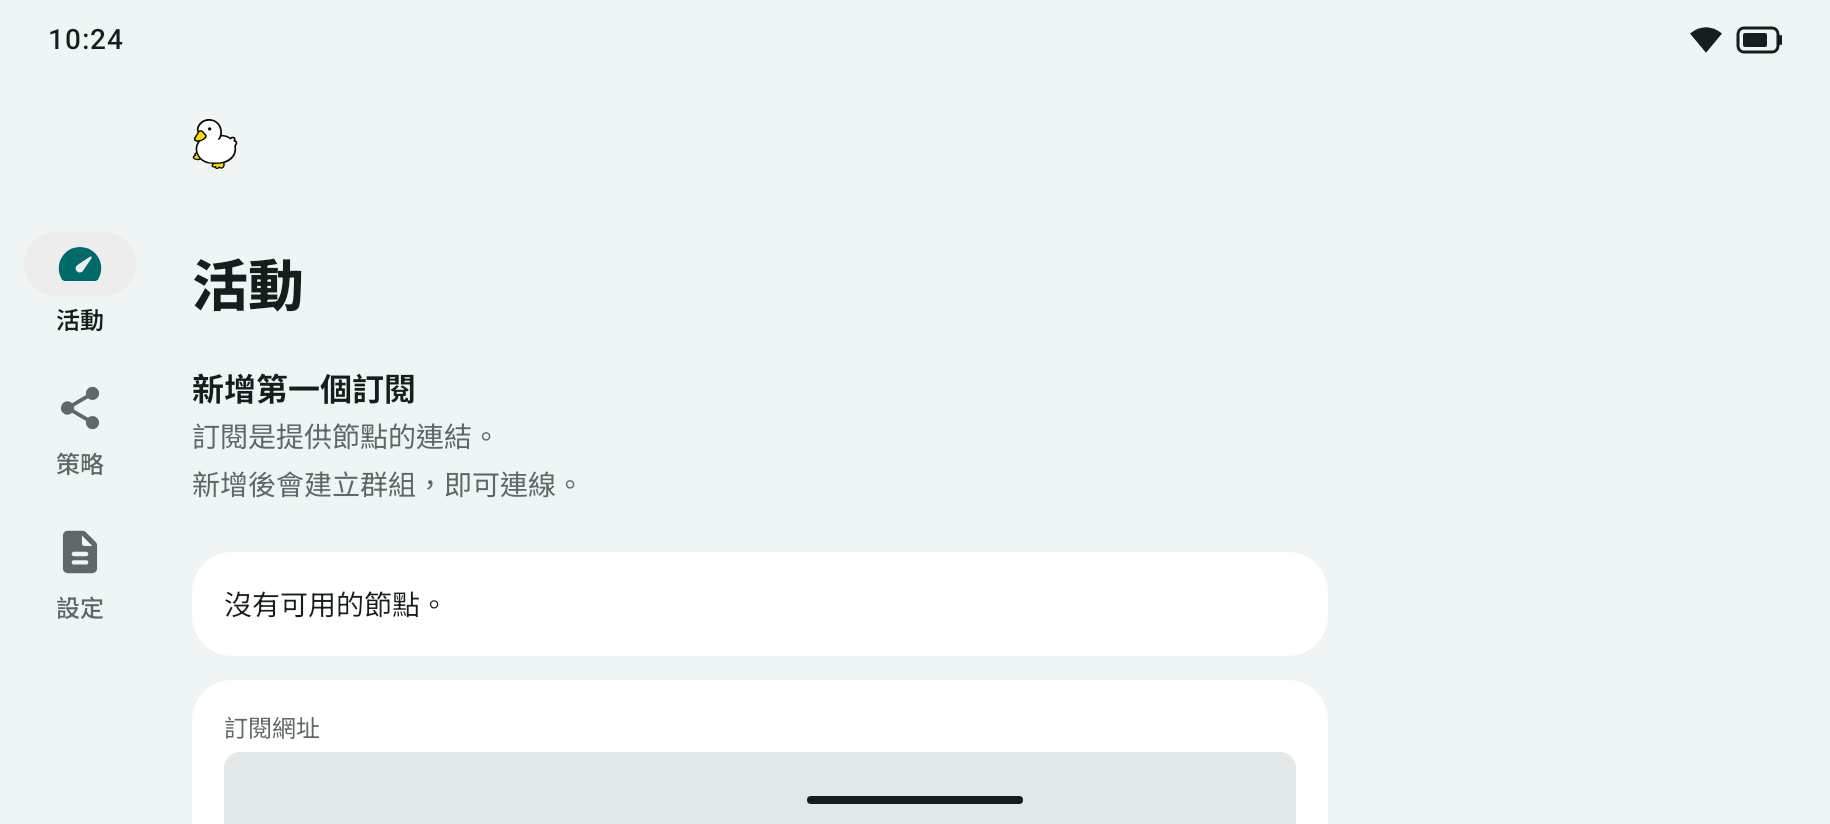 10:24
活動
活動
新增第一個訂閱
訂閱是提供節點的連結。
新增後會建立群組，即可連線。
策略
設定
沒有可用的節點。
訂閱網址